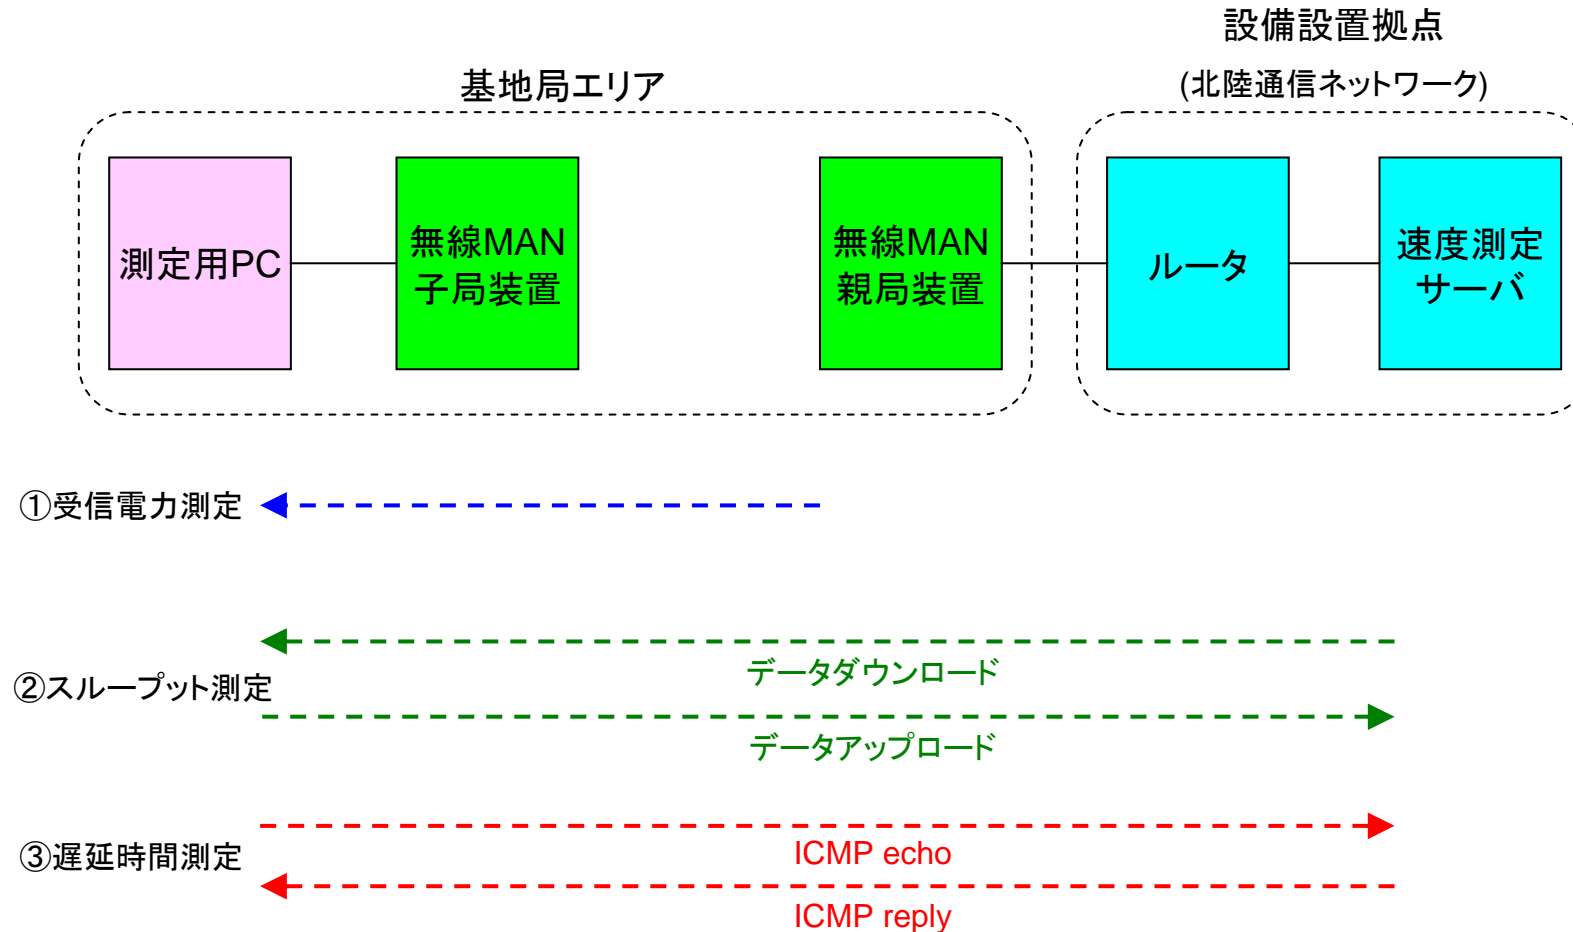 設備設置拠点
(北陸通信ネットワーク)
基地局エリア
測定用PC
無線MAN
子局装置
無線MAN
親局装置
ルータ
速度測定
サーバ
①受信電力測定
②スループット測定
データダウンロード
データアップロード
③遅延時間測定
ICMP echo
ICMP reply